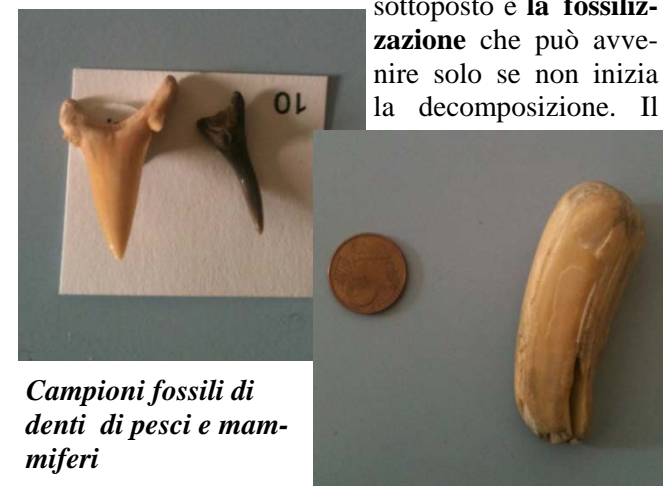 sottoposto è la fossiliz-
zazione che può avve-
nire solo se non inizia
la decomposizione. Il
10
Campioni fossili di
denti di pesci e mam-
miferi